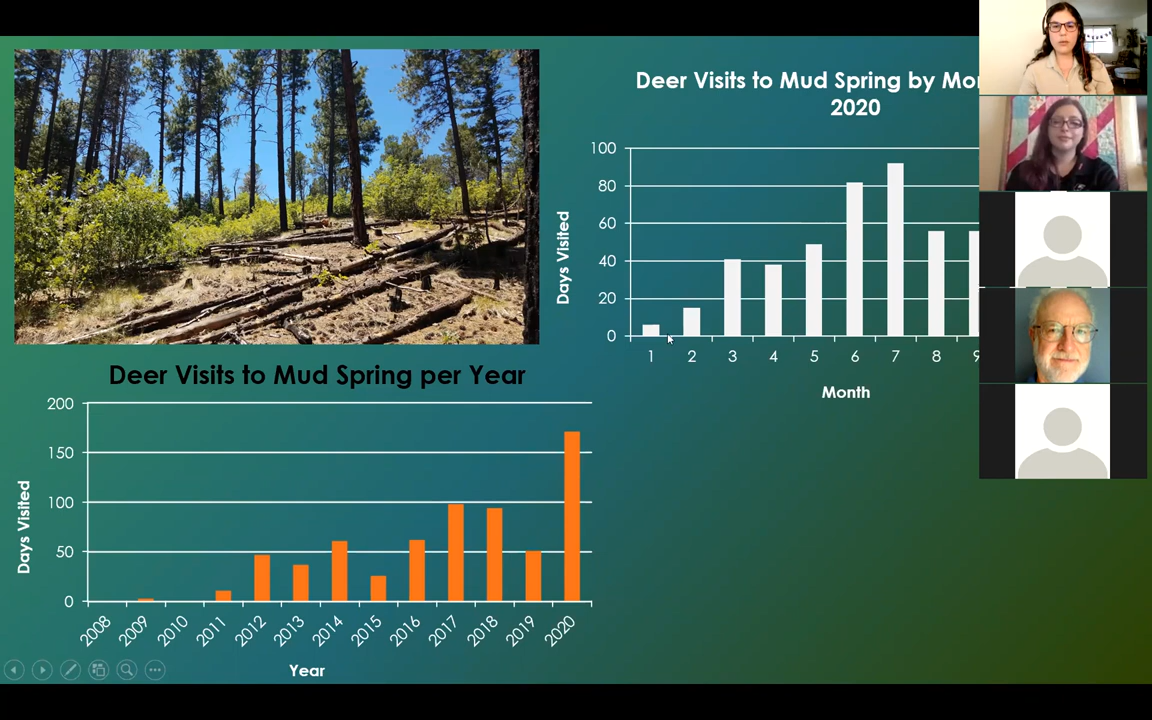 Deer Visits to Mud Spring by Mo
2020
100
80
60
40
20
0
Days Visited
1 2 3 4 5 6 7 8 9
Month
Deer Visits to Mud Spring per Year
200
150
100
50
0
Days Visited
2008 2009 2010 2011 2012 2013 2014 2015 2016 2017 2018 2019 2020
Year